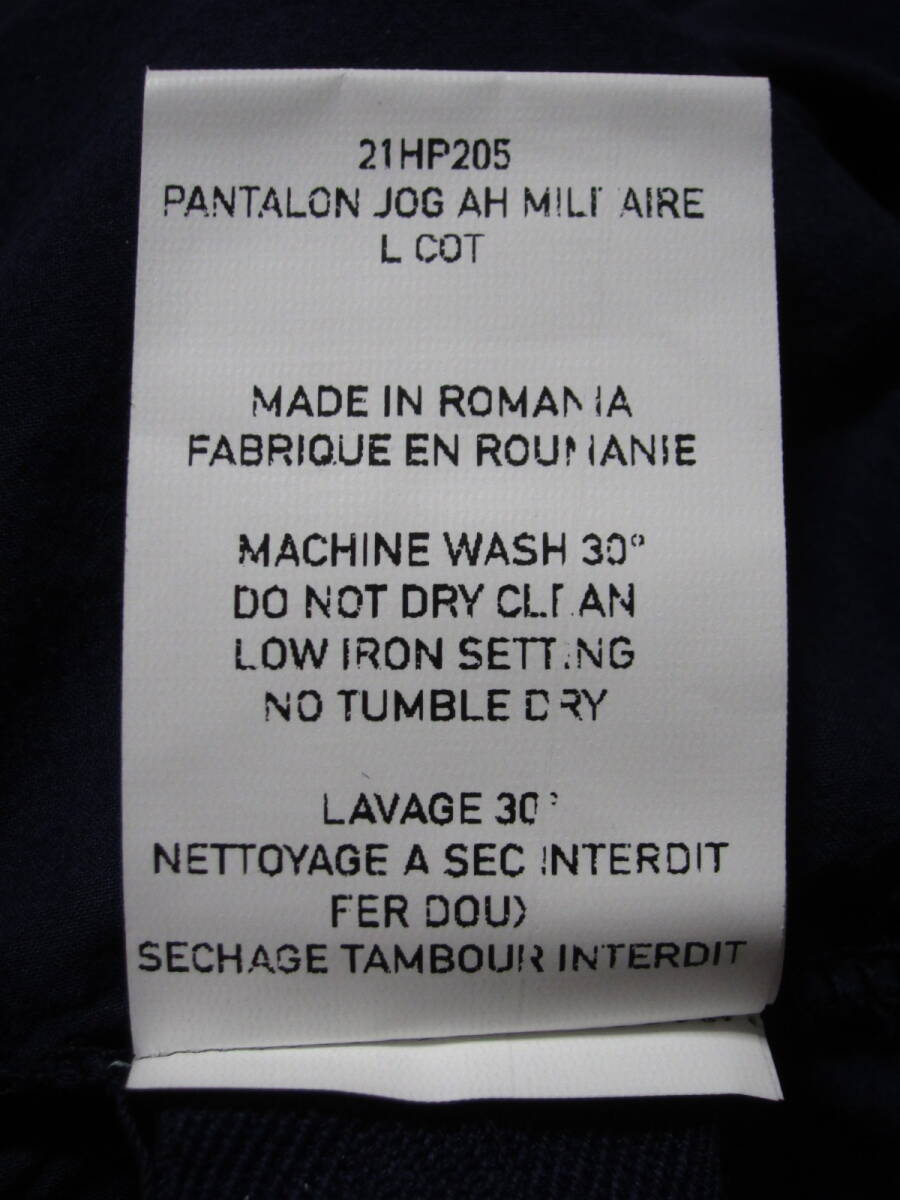 21HP205
PANTALON JOG AH MILITAIRE
L COT
MADE IN ROMANIA
FABRIQUE EN ROUMANIE
MACHINE WASH 30°
DO NOT DRY CLEAN
LOW IRON SETTING
NO TUMBLE DRY
LAVAGE 30°
NETTOYAGE A SEC INTERDIT
FER DOUX
SECHAGE TAMBOUR INTERDIT